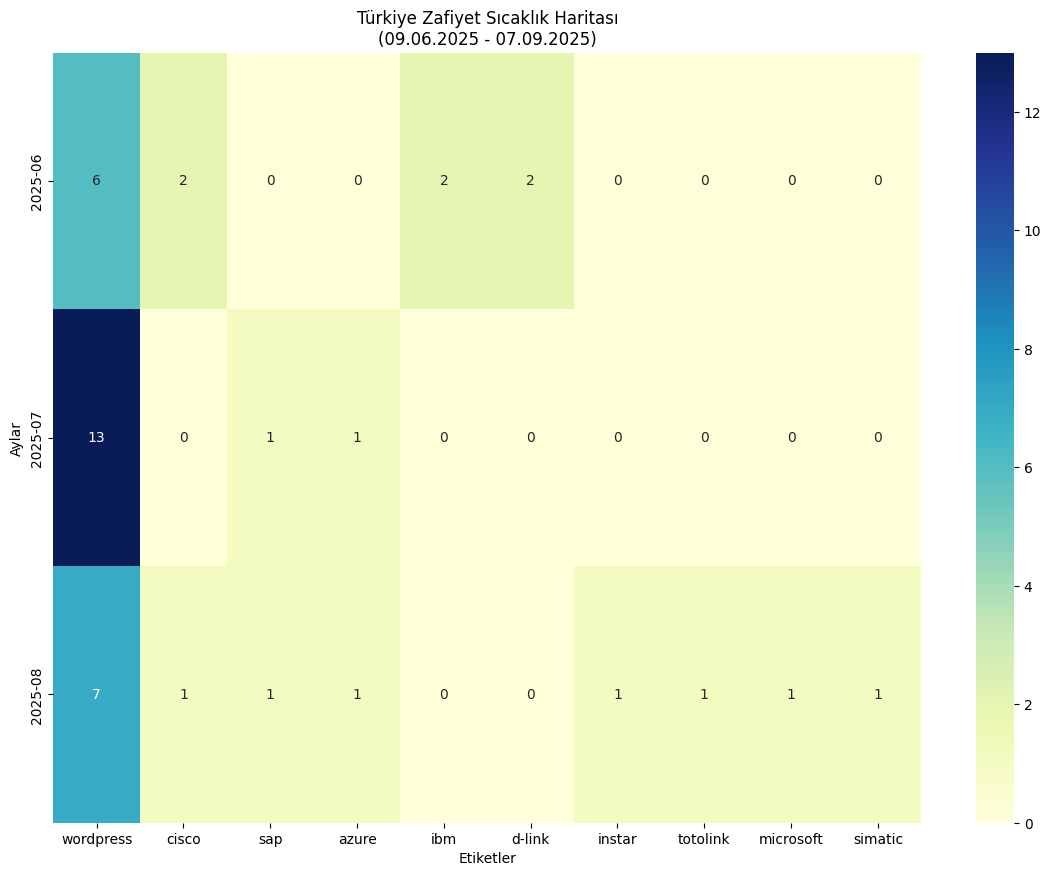 Türkiye Zafiyet Sıcaklık Haritası
(09.06.2025 - 07.09.2025)
Aylar
2025-06
6 2 0 0 2 2 0 0 0 0
2025-07
13 0 1 1 0 0 0 0 0 0
2025-08
7 1 1 1 0 0 1 1 1 1
wordpress cisco sap azure ibm d-link instar totolink microsoft simatic
Etiketler
12
10
8
6
4
2
0